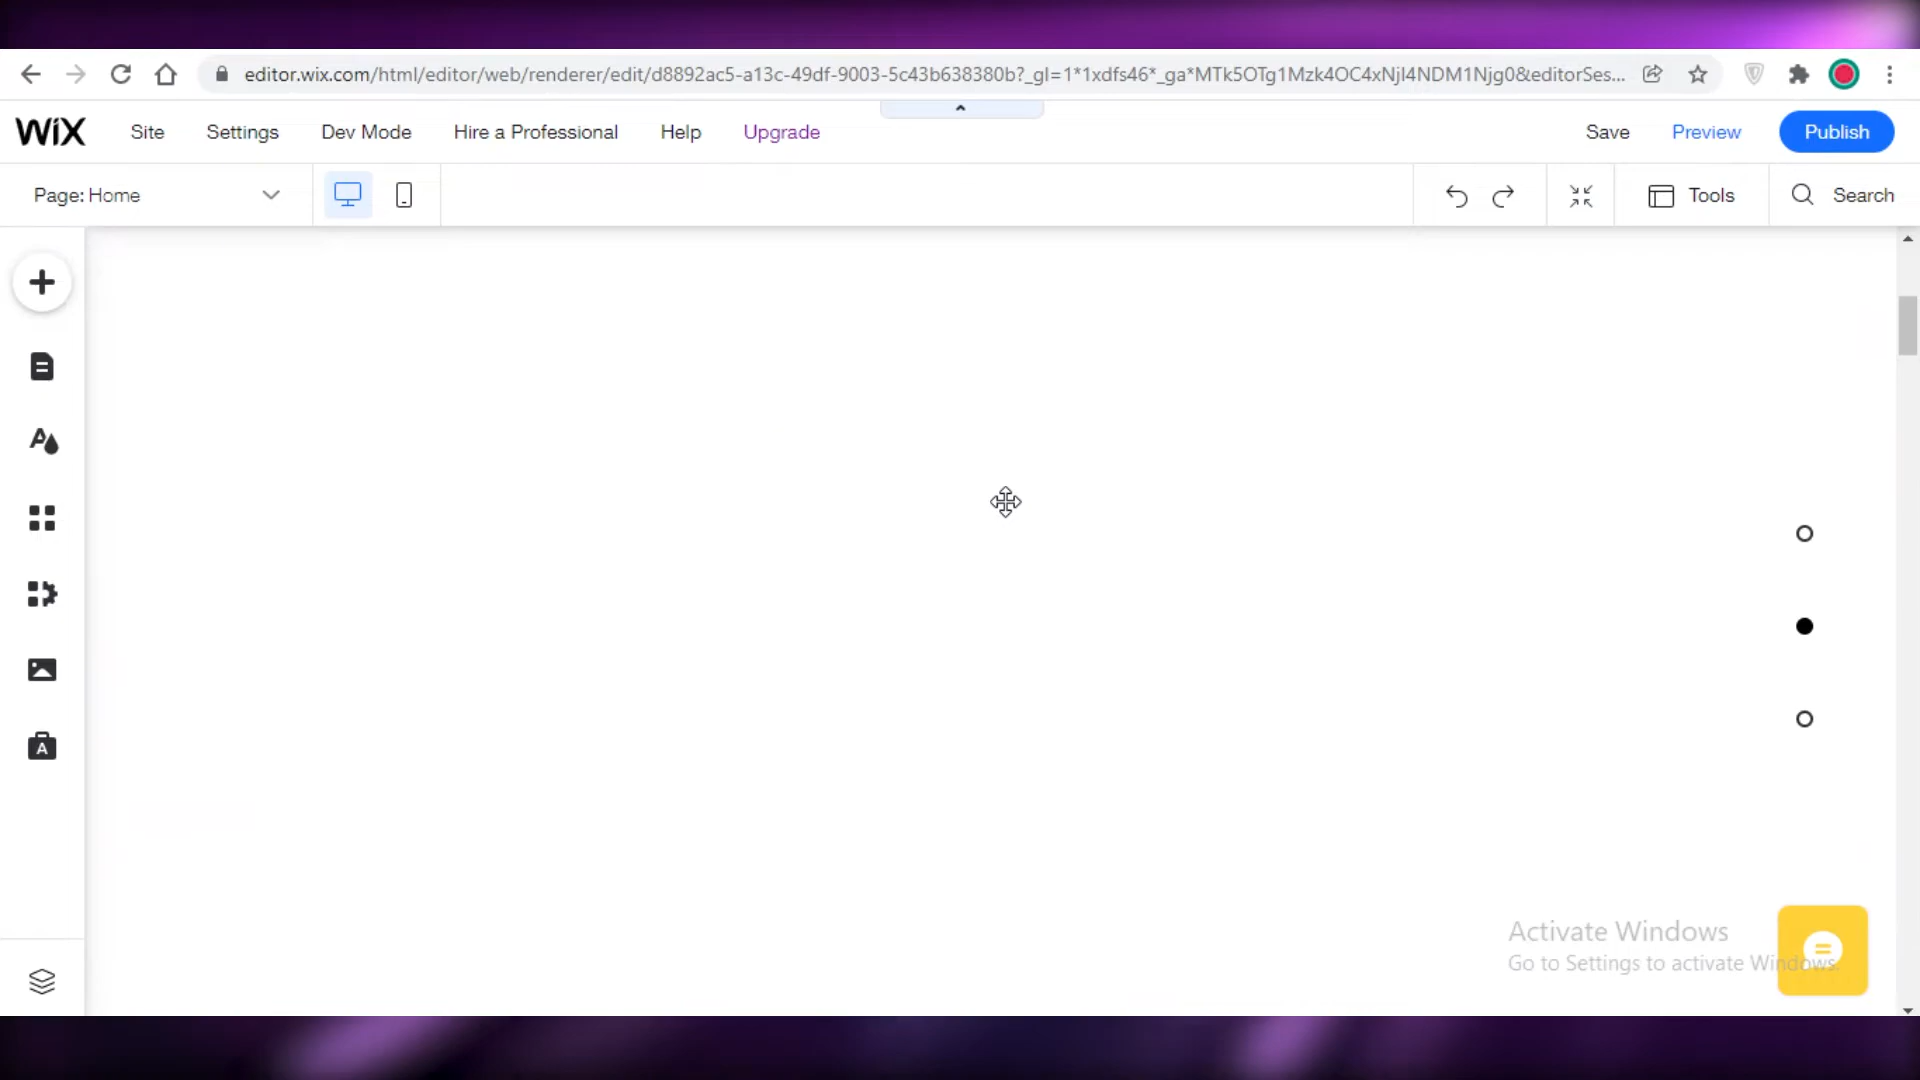 editor.wix.com/html/editor/web/renderer/edit/d8892ac5-a13c-49df-9003-5c43b638380b?_gl=1*1xdfs46*_ga*MTk5OTg1Mzk4OC4xNjI4NDM1Njg0&editorSes...
WiX Site Settings Dev Mode Hire a Professional Help Upgrade Save Preview Publish
Page: Home Tools Search
Activate Windows
Go to Settings to activate Windows.